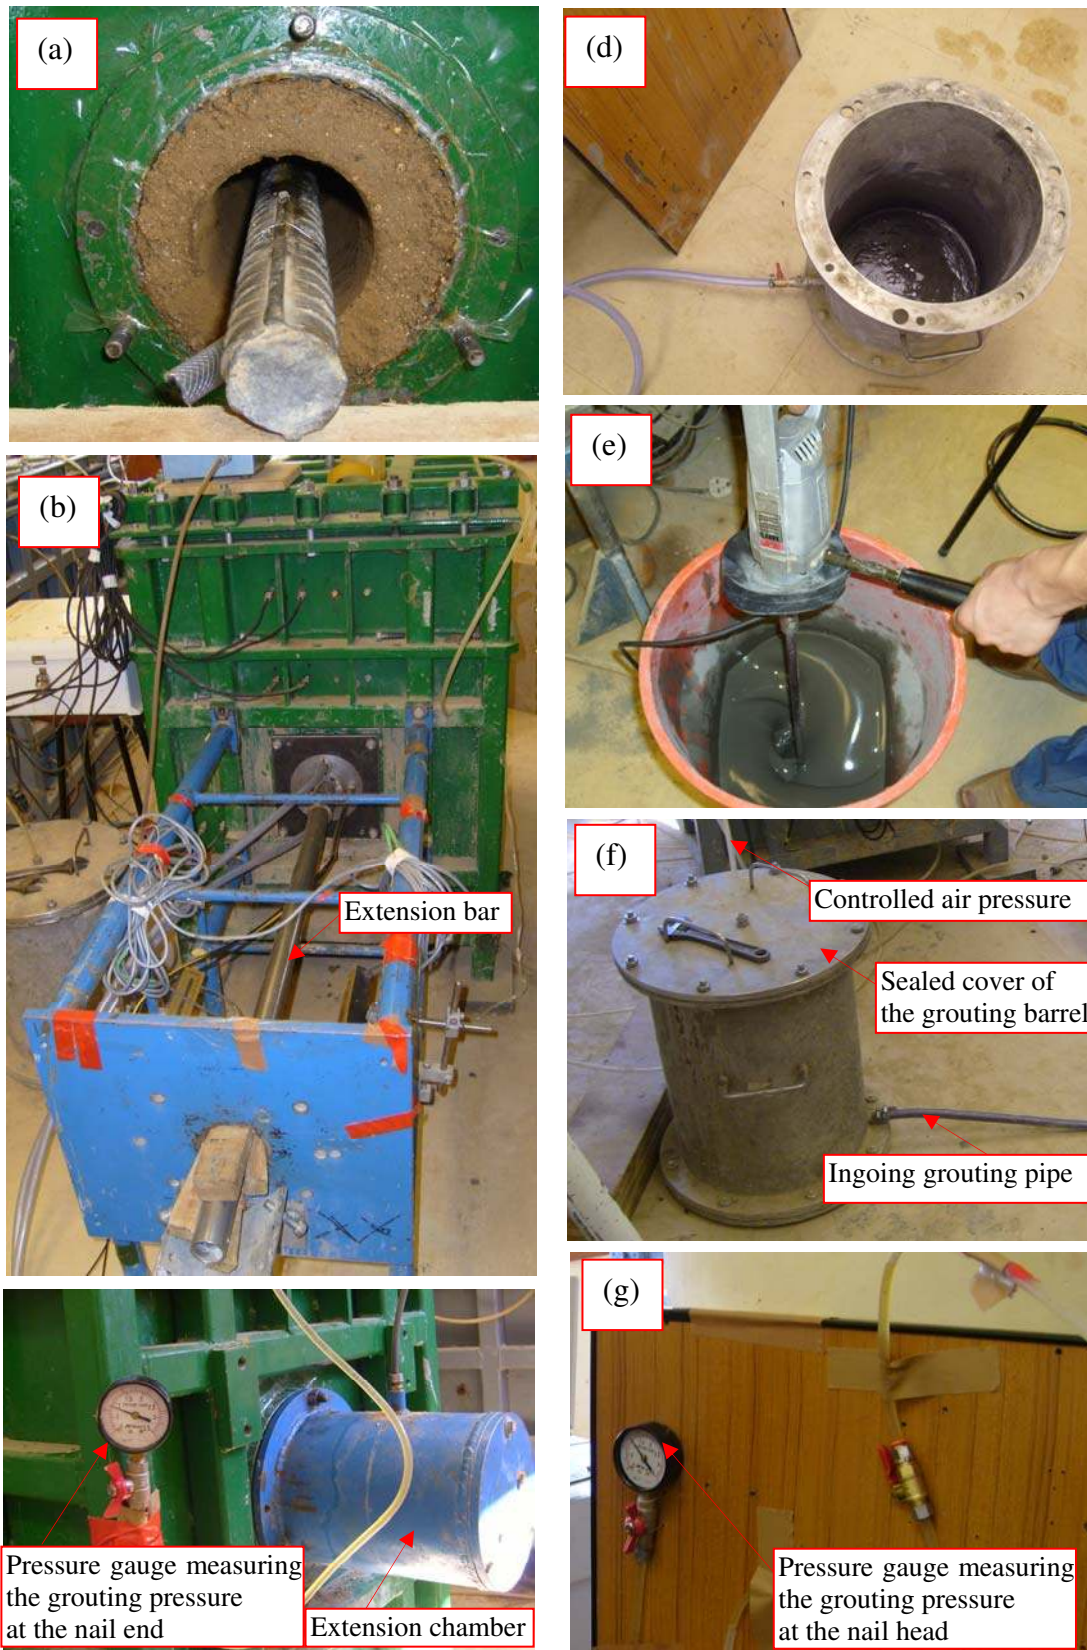 (a)
(b)
Extension bar
Pressure gauge measuring
the grouting pressure
at the nail end
Extension chamber
(d)
(e)
(f)
Controlled air pressure
Sealed cover of
the grouting barrel
Ingoing grouting pipe
(g)
Pressure gauge measuring
the grouting pressure
at the nail head